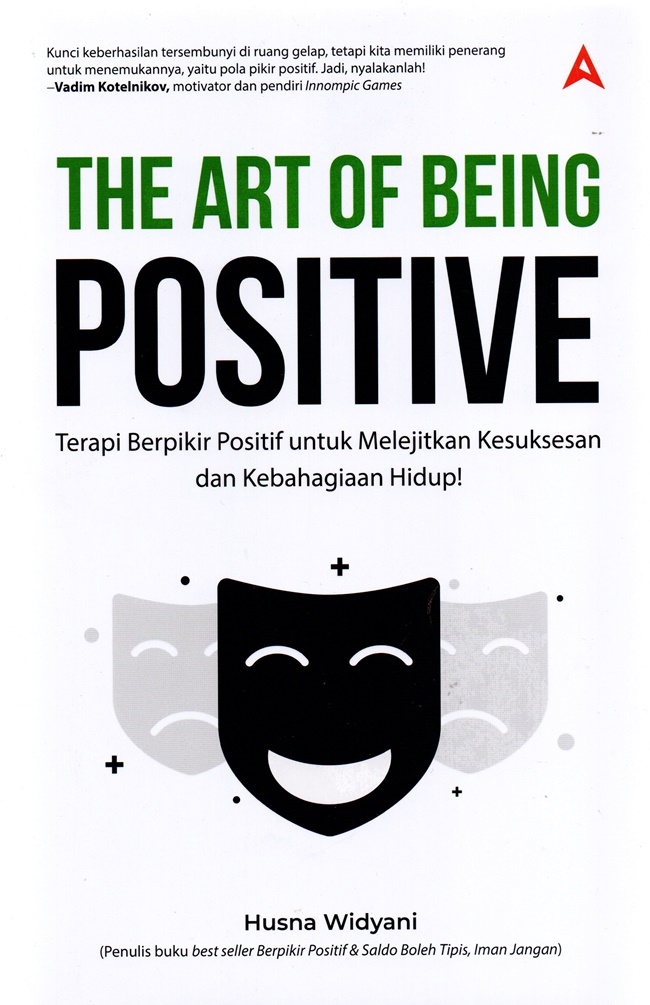 Kunci keberhasilan tersembunyi di ruang gelap, tetapi kita memiliki penerang
untuk menemukannya, yaitu pola pikir positif. Jadi, nyalakanlah!
–Vadim Kotelnikov, motivator dan pendiri Innompic Games
THE ART OF BEING
POSITIVE
Terapi Berpikir Positif untuk Melejitkan Kesuksesan
dan Kebahagiaan Hidup!
Husna Widyani
(Penulis buku best seller Berpikir Positif & Saldo Boleh Tipis, Iman Jangan)